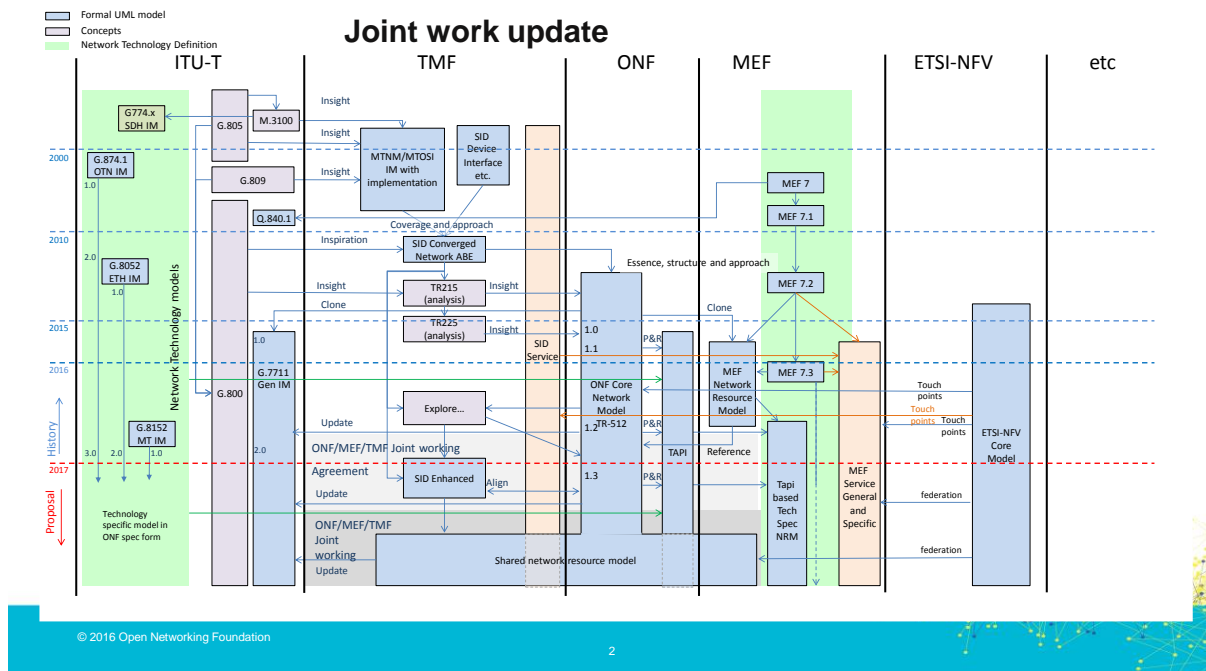 Joint work update
Formal UML model
Concepts
Network Technology Definition
ITU-T
TMF
ONF
MEF
ETSI-NFV
etc
G774.x
SDH IM
G.805
M.3100
Insight
Insight
MTNM/MTOSI
IM with
implementation
SID
Device
Interface
etc.
2000
G.874.1
OTN IM
1.0
G.809
Insight
MEF 7
Q.840.1
MEF 7.1
Coverage and approach
2010
Inspiration
SID Converged
Network ABE
2.0
G.8052
ETH IM
1.0
Essence, structure and approach
MEF 7.2
Insight
TR215
(analysis)
Insight
Clone
Clone
2015
TR225
(analysis)
Insight
1.0
1.0
1.1
P&R
SID
Service
2016
Network Technology models
G.7711
Gen IM
G.800
MEF
Network
Resource
Model
MEF 7.3
ONF Core
Network
Model
TR-512
Touch
points
Touch
points
Touch
points
Explore...
History
G.8152
MT IM
1.0
Update
1.2
P&R
ETSI-NFV
Core
Model
3.0
2.0
2.0
ONF/MEF/TMF Joint working
Agreement
TAPI
Reference
2017
SID Enhanced
Align
1.3
P&R
Tapi
based
Tech
Spec
NRM
MEF
Service
General
and
Specific
Update
federation
Proposal
Technology
specific model in
ONF spec form
ONF/MEF/TMF
Joint
working
Update
Shared network resource model
federation
© 2016 Open Networking Foundation
2